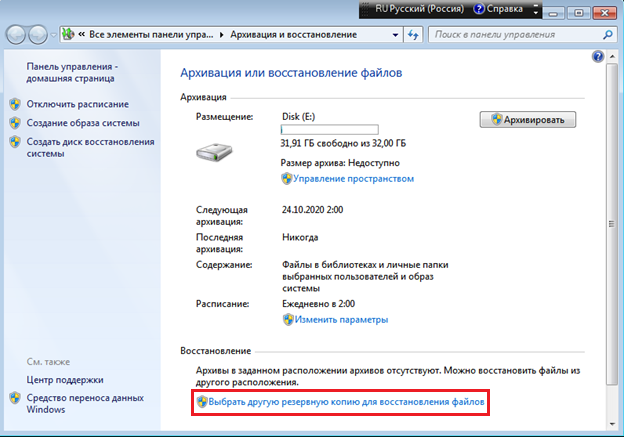 RU Русский (Россия) Справка
« Все элементы панели упра... Архивация и восстановление Поиск в панели управления
Панель управления -
домашняя страница
Отключить расписание
Создание образа системы
Создать диск восстановления
системы
См. также
Центр поддержки
Средство переноса данных
Windows
Архивация или восстановление файлов
Архивация
Размещение: Disk (E:) Архивировать
31,91 ГБ свободно из 32,00 ГБ
Размер архива: Недоступно
Управление пространством
Следующая 24.10.2020 2:00
архивация:
Последняя Никогда
архивация:
Содержание: Файлы в библиотеках и личные папки
выбранных пользователей и образ
системы
Расписание: Ежедневно в 2:00
Изменить параметры
Восстановление
Архивы в заданном расположении архивов отсутствуют. Можно восстановить файлы из
другого расположения.
Выбрать другую резервную копию для восстановления файлов